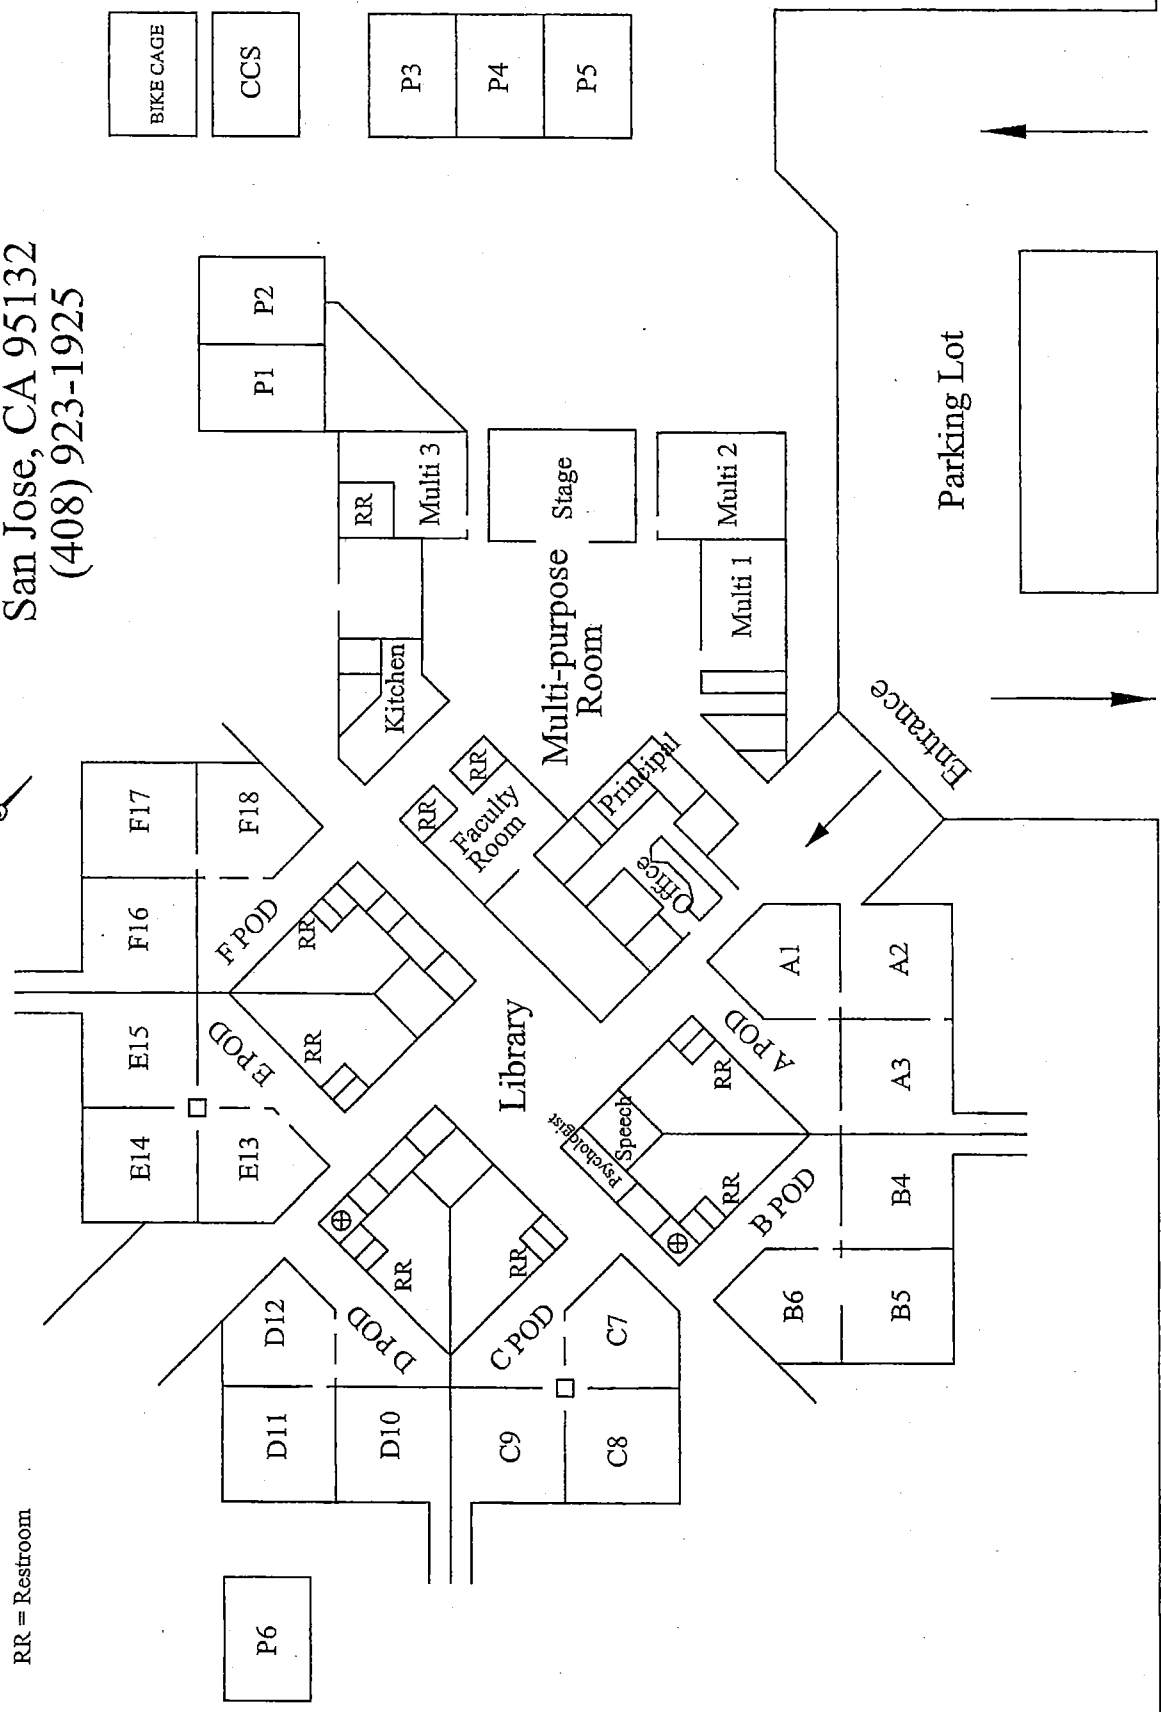 San Jose, CA 95132
(408) 923-1925
RR = Restroom
BIKE CAGE
CCS
P3
P4
P5
P1
P2
RR
Multi 3
Stage
Multi 2
Multi 1
Multi-purpose
Room
Kitchen
Parking Lot
Entrance
F17
F18
F16
F POD
RR
E15
E POD
RR
E14
E13
RR
RR
Faculty
Room
Principal
Office
Library
A1
A2
A3
A POD
RR
Speech
Psychologist
RR
B POD
B4
B5
B6
D12
D11
D10
D POD
RR
RR
C POD
C7
C8
C9
P6